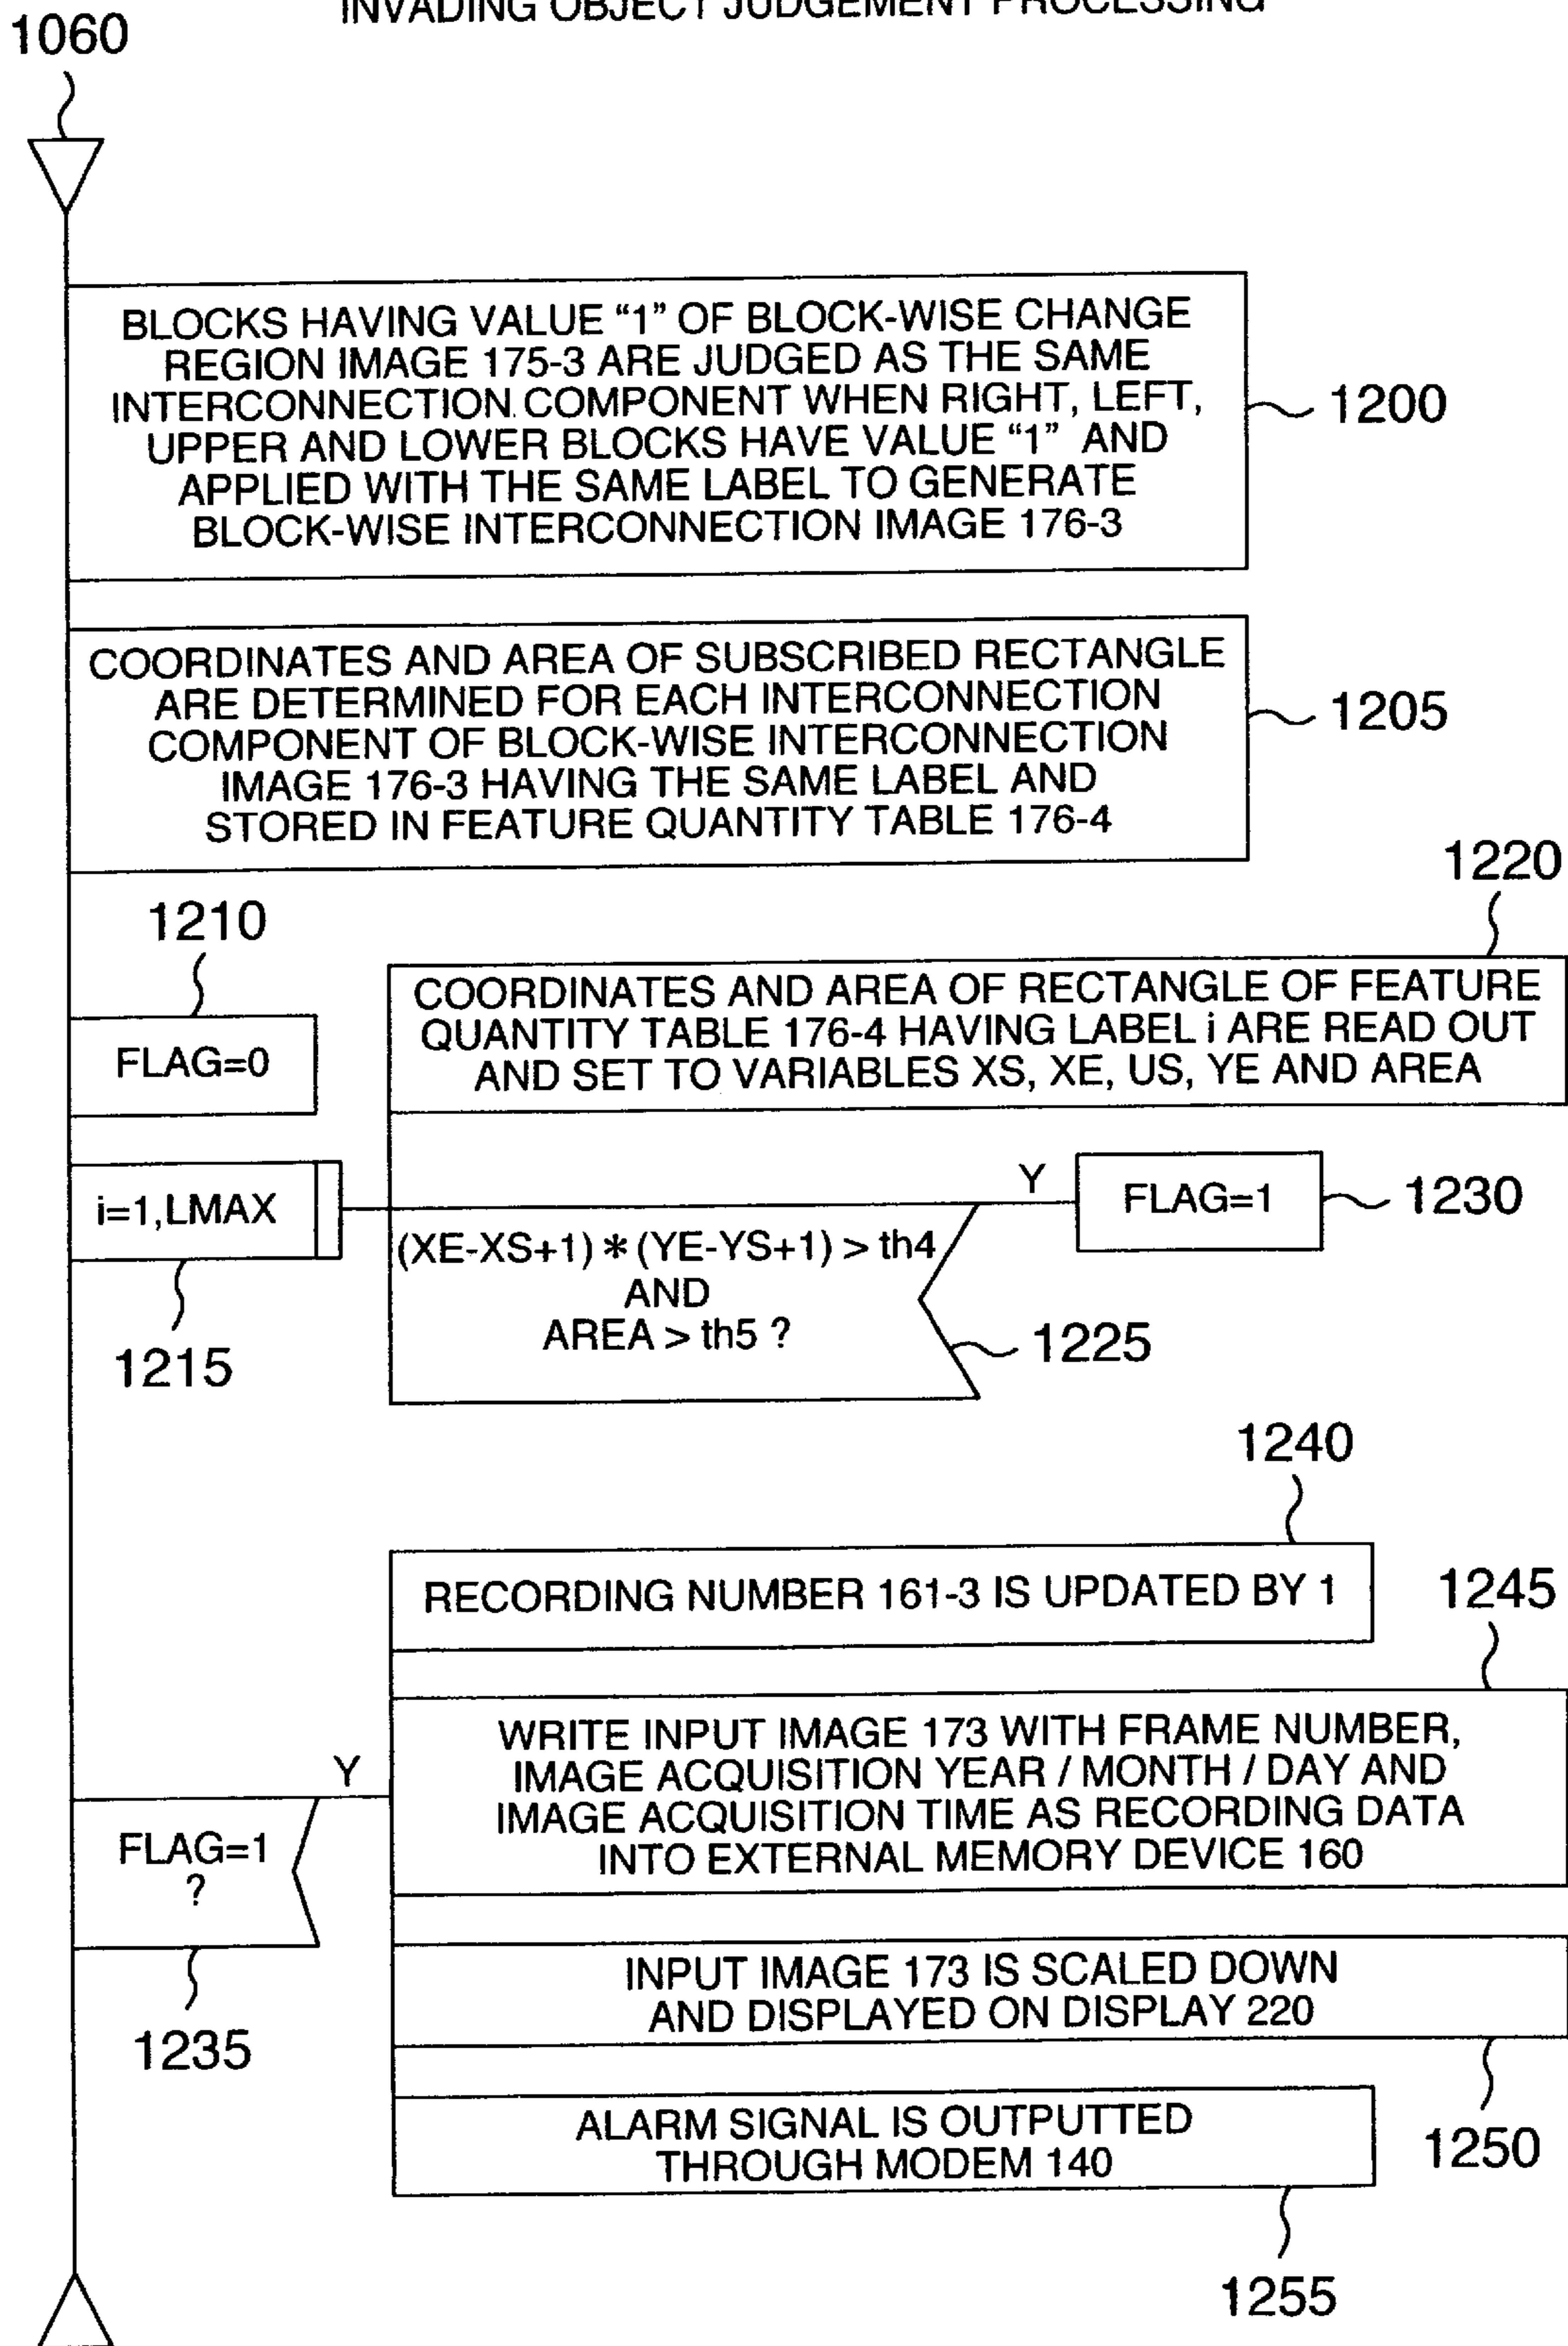 INVADING OBJECT JUDGEMENT PROCESSING
1060
BLOCKS HAVING VALUE “1” OF BLOCK-WISE CHANGE
REGION IMAGE 175-3 ARE JUDGED AS THE SAME
INTERCONNECTION COMPONENT WHEN RIGHT, LEFT,
UPPER AND LOWER BLOCKS HAVE VALUE “1” AND
APPLIED WITH THE SAME LABEL TO GENERATE
BLOCK-WISE INTERCONNECTION IMAGE 176-3
1200
COORDINATES AND AREA OF SUBSCRIBED RECTANGLE
ARE DETERMINED FOR EACH INTERCONNECTION
COMPONENT OF BLOCK-WISE INTERCONNECTION
IMAGE 176-3 HAVING THE SAME LABEL AND
STORED IN FEATURE QUANTITY TABLE 176-4
1205
1210
FLAG=0
1220
COORDINATES AND AREA OF RECTANGLE OF FEATURE
QUANTITY TABLE 176-4 HAVING LABEL i ARE READ OUT
AND SET TO VARIABLES XS, XE, US, YE AND AREA
i=1,LMAX
1215
(XE-XS+1) * (YE-YS+1) > th4
AND
AREA > th5 ?
1225
Y
FLAG=1
1230
1240
RECORDING NUMBER 161-3 IS UPDATED BY 1
1245
WRITE INPUT IMAGE 173 WITH FRAME NUMBER,
IMAGE ACQUISITION YEAR / MONTH / DAY AND
IMAGE ACQUISITION TIME AS RECORDING DATA
INTO EXTERNAL MEMORY DEVICE 160
Y
FLAG=1
?
1235
INPUT IMAGE 173 IS SCALED DOWN
AND DISPLAYED ON DISPLAY 220
1250
ALARM SIGNAL IS OUTPUTTED
THROUGH MODEM 140
1255